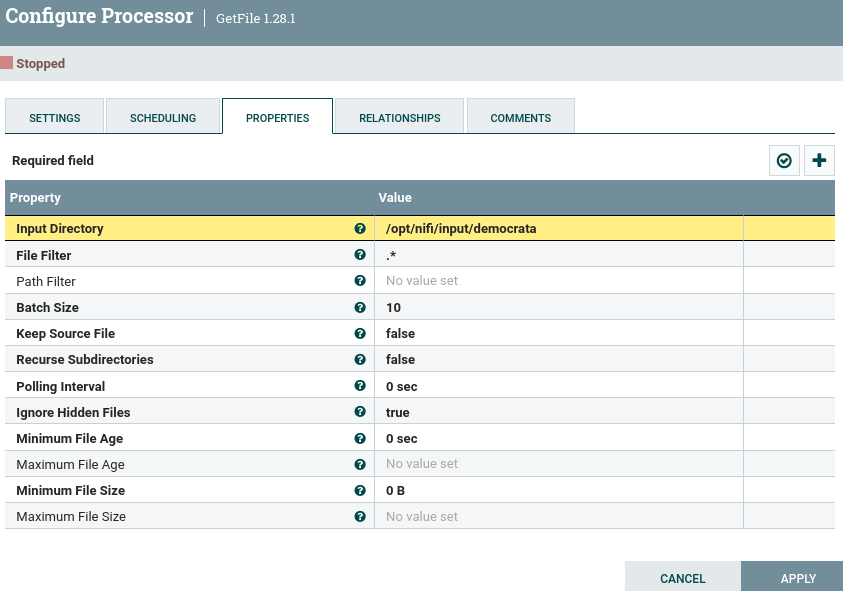 Configure Processor | GetFile 1.28.1
Stopped
SETTINGS SCHEDULING PROPERTIES RELATIONSHIPS COMMENTS
Required field
Property Value
Input Directory /opt/nifi/input/democrata
File Filter .*
Path Filter No value set
Batch Size 10
Keep Source File false
Recurse Subdirectories false
Polling Interval 0 sec
Ignore Hidden Files true
Minimum File Age 0 sec
Maximum File Age No value set
Minimum File Size 0 B
Maximum File Size No value set
CANCEL APPLY